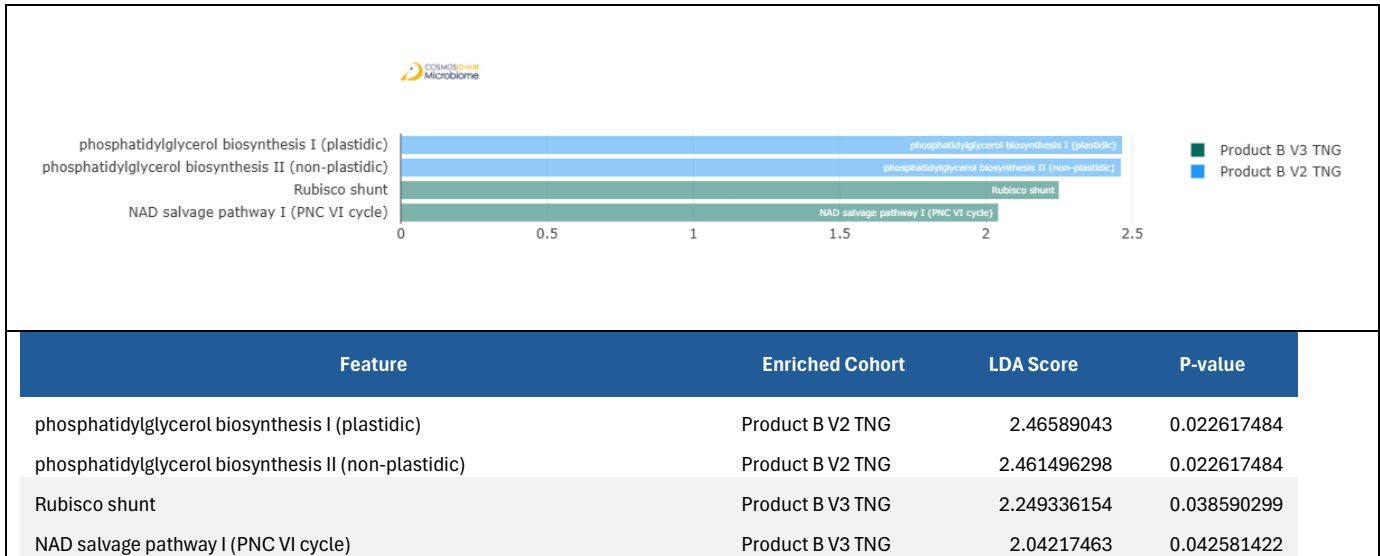 COSMOSID-HUB
Microbiome
phosphatidylglycerol biosynthesis I (plastidic)
phosphatidylglycerol biosynthesis I (plastidic)
Product B V3 TNG
phosphatidylglycerol biosynthesis II (non-plastidic)
phosphatidylglycerol biosynthesis II (non-plastidic)
Product B V2 TNG
Rubisco shunt
Rubisco shunt
NAD salvage pathway I (PNC VI cycle)
NAD salvage pathway I (PNC VI cycle)
0 0.5 1 1.5 2 2.5
Feature Enriched Cohort LDA Score P-value
phosphatidylglycerol biosynthesis I (plastidic) Product B V2 TNG 2.46589043 0.022617484
phosphatidylglycerol biosynthesis II (non-plastidic) Product B V2 TNG 2.461496298 0.022617484
Rubisco shunt Product B V3 TNG 2.249336154 0.038590299
NAD salvage pathway I (PNC VI cycle) Product B V3 TNG 2.04217463 0.042581422